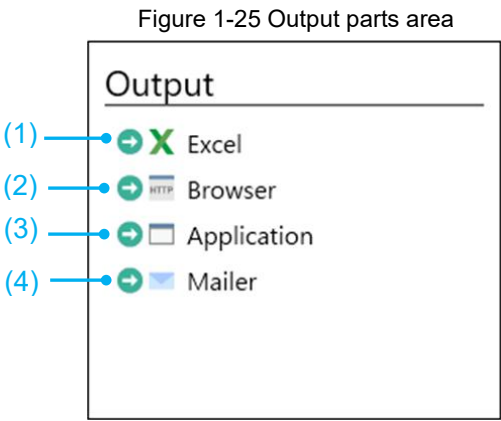 Figure 1-25 Output parts area
Output
(1) Excel
(2) HTTP Browser
(3) Application
(4) Mailer